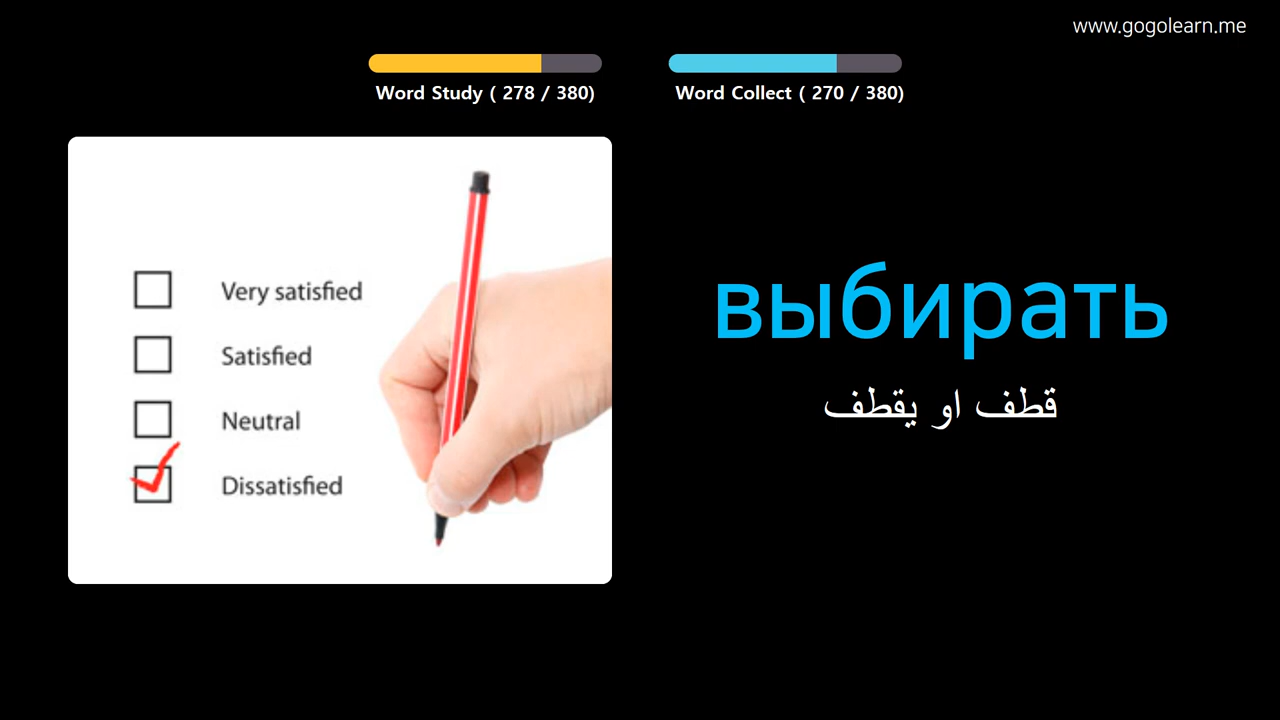 www.gogolearn.me
Word Study ( 278 / 380)
Word Collect ( 270 / 380)
Very satisfied
Satisfied
Neutral
Dissatisfied
выбирать
قطف او يقطف